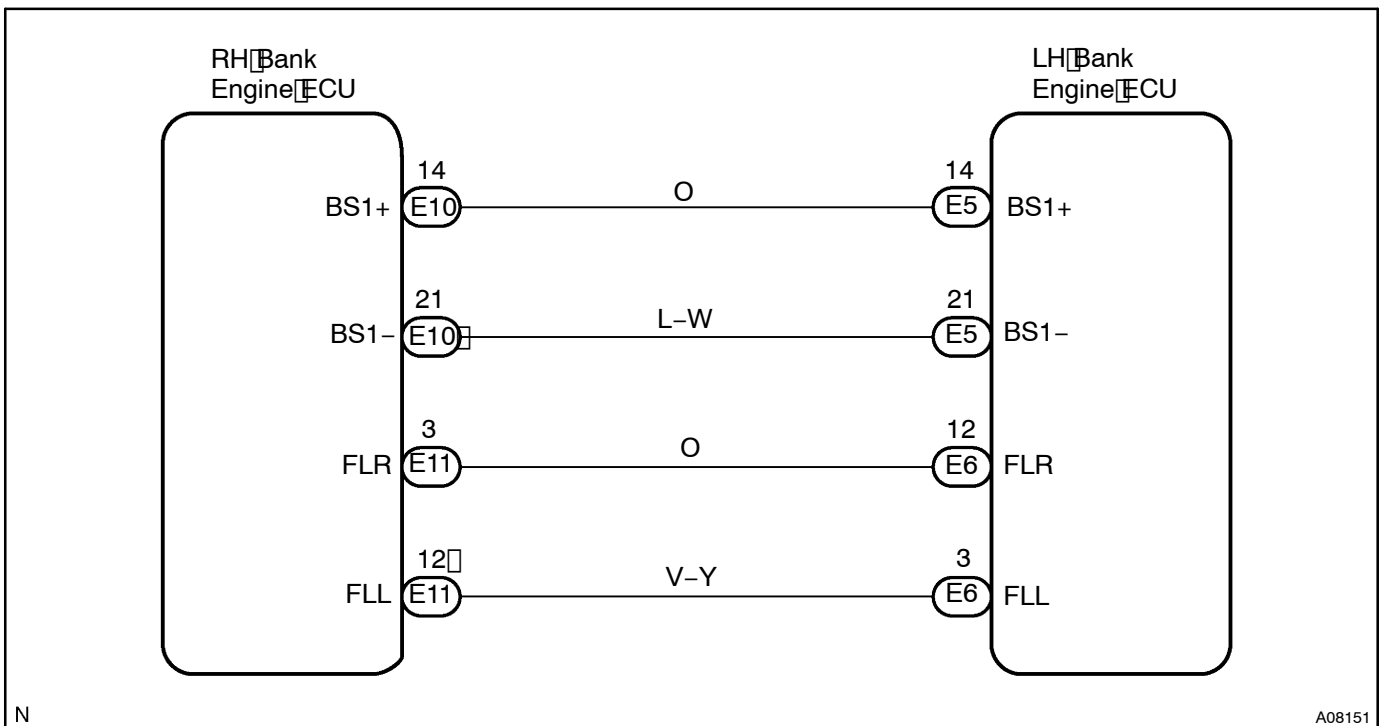 RH Bank
Engine ECU
LH Bank
Engine ECU
14
14
BS1+
E10
O
E5
BS1+
21
21
BS1−
E10
L−W
E5
BS1−
3
12
FLR
E11
O
E6
FLR
12
3
FLL
E11
V−Y
E6
FLL
N
A08151